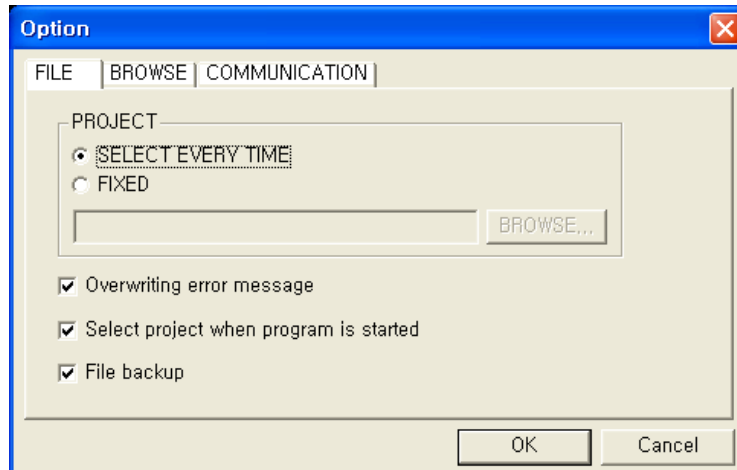 Option
FILE BROWSE COMMUNICATION
PROJECT
SELECT EVERY TIME
FIXED
BROWSE...
Overwriting error message
Select project when program is started
File backup
OK Cancel